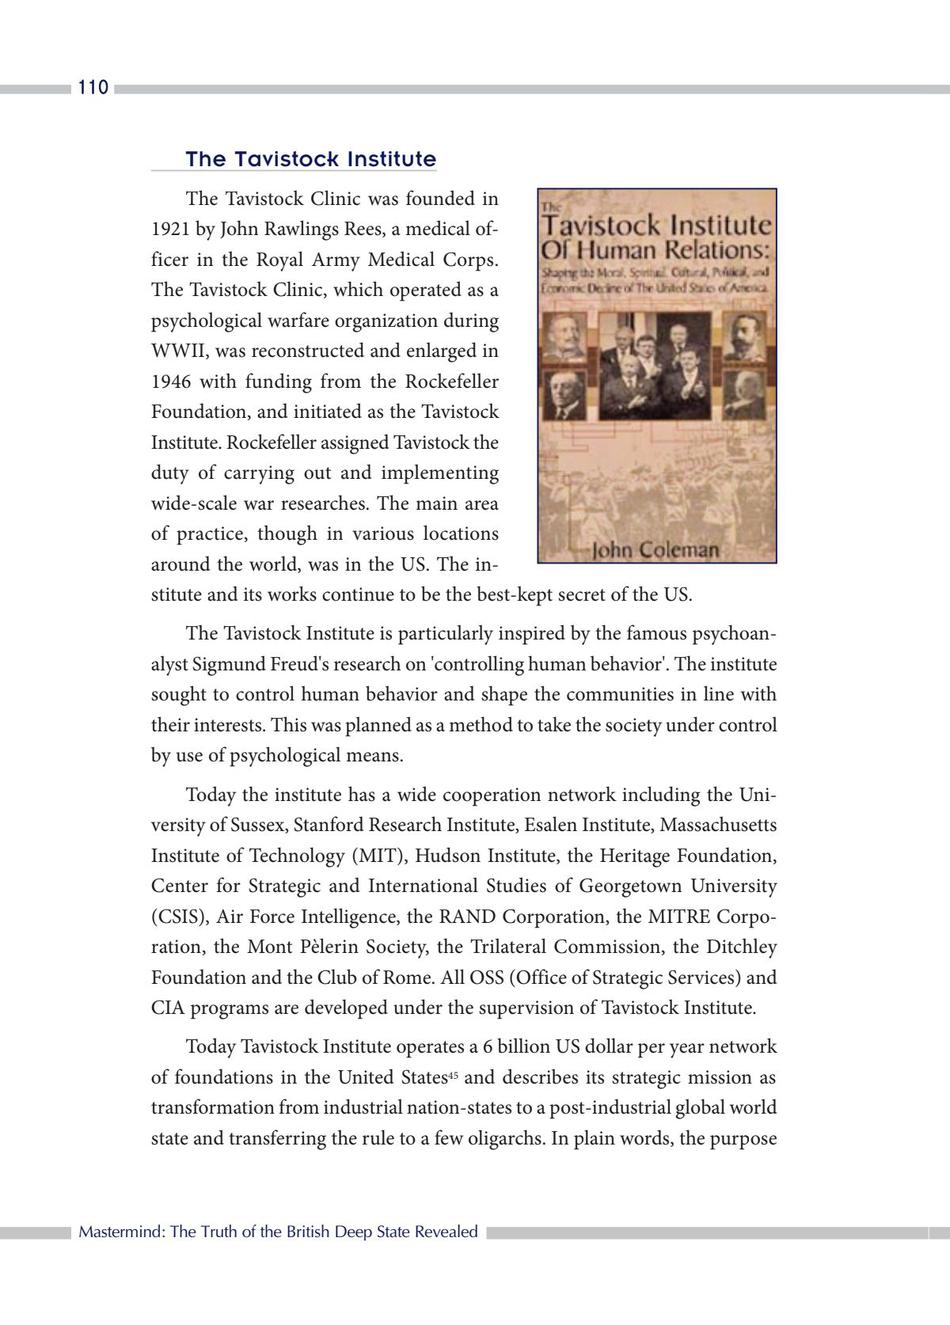 110
The Tavistock Institute
The Tavistock Clinic was founded in
1921 by John Rawlings Rees, a medical of-
ficer in the Royal Army Medical Corps.
The Tavistock Clinic, which operated as a
psychological warfare organization during
WWII, was reconstructed and enlarged in
1946 with funding from the Rockefeller
Foundation, and initiated as the Tavistock
Institute. Rockefeller assigned Tavistock the
duty of carrying out and implementing
wide-scale war researches. The main area
of practice, though in various locations
around the world, was in the US. The in-
stitute and its works continue to be the best-kept secret of the US.
The
Tavistock Institute
Of Human Relations:
Shaping the Moral, Spiritual, Cultural, Political, and
Economic Decline of The United States of America
John Coleman
The Tavistock Institute is particularly inspired by the famous psychoan-
alyst Sigmund Freud's research on 'controlling human behavior'. The institute
sought to control human behavior and shape the communities in line with
their interests. This was planned as a method to take the society under control
by use of psychological means.
Today the institute has a wide cooperation network including the Uni-
versity of Sussex, Stanford Research Institute, Esalen Institute, Massachusetts
Institute of Technology (MIT), Hudson Institute, the Heritage Foundation,
Center for Strategic and International Studies of Georgetown University
(CSIS), Air Force Intelligence, the RAND Corporation, the MITRE Corpo-
ration, the Mont Pèlerin Society, the Trilateral Commission, the Ditchley
Foundation and the Club of Rome. All OSS (Office of Strategic Services) and
CIA programs are developed under the supervision of Tavistock Institute.
Today Tavistock Institute operates a 6 billion US dollar per year network
of foundations in the United States45 and describes its strategic mission as
transformation from industrial nation-states to a post-industrial global world
state and transferring the rule to a few oligarchs. In plain words, the purpose
Mastermind: The Truth of the British Deep State Revealed